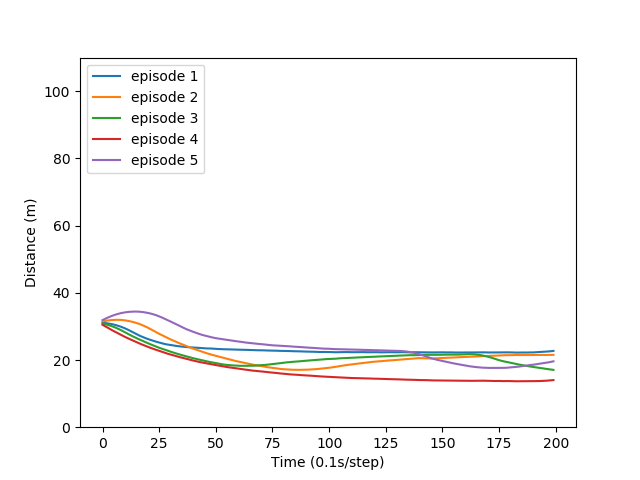 episode 1
episode 2
episode 3
episode 4
episode 5
100
80
60
40
20
0
Distance (m)
0 25 50 75 100 125 150 175 200
Time (0.1s/step)